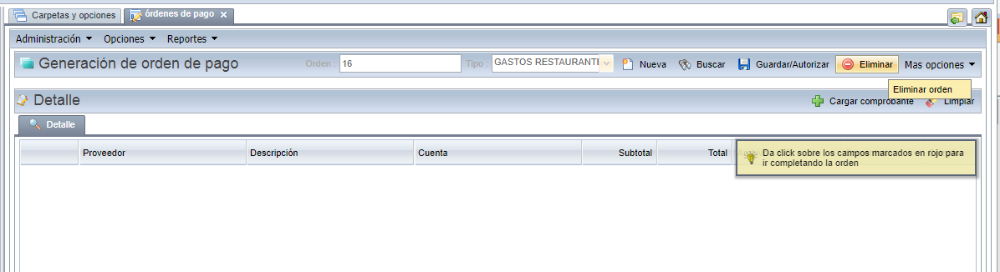 Carpetas y opciones
órdenes de pago
Administración Opciones Reportes
Generación de orden de pago Orden : 16 Tipo : GASTOS RESTAURANTE Nueva Buscar Guardar/Autorizar Eliminar Mas opciones
Eliminar orden
Detalle Cargar comprobante Limpiar
Detalle
Proveedor Descripción Cuenta Subtotal Total
Da click sobre los campos marcados en rojo para
ir completando la orden